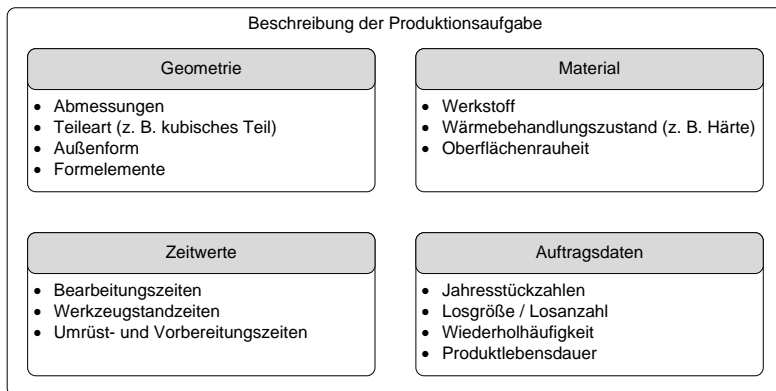 Beschreibung der Produktionsaufgabe
Geometrie
• Abmessungen
• Teileart (z. B. kubisches Teil)
• Außenform
• Formelemente
Material
• Werkstoff
• Wärmebehandlungszustand (z. B. Härte)
• Oberflächenrauheit
Zeitwerte
• Bearbeitungszeiten
• Werkzeugstandzeiten
• Umrüst- und Vorbereitungszeiten
Auftragsdaten
• Jahresstückzahlen
• Losgröße / Losanzahl
• Wiederholhäufigkeit
• Produktlebensdauer